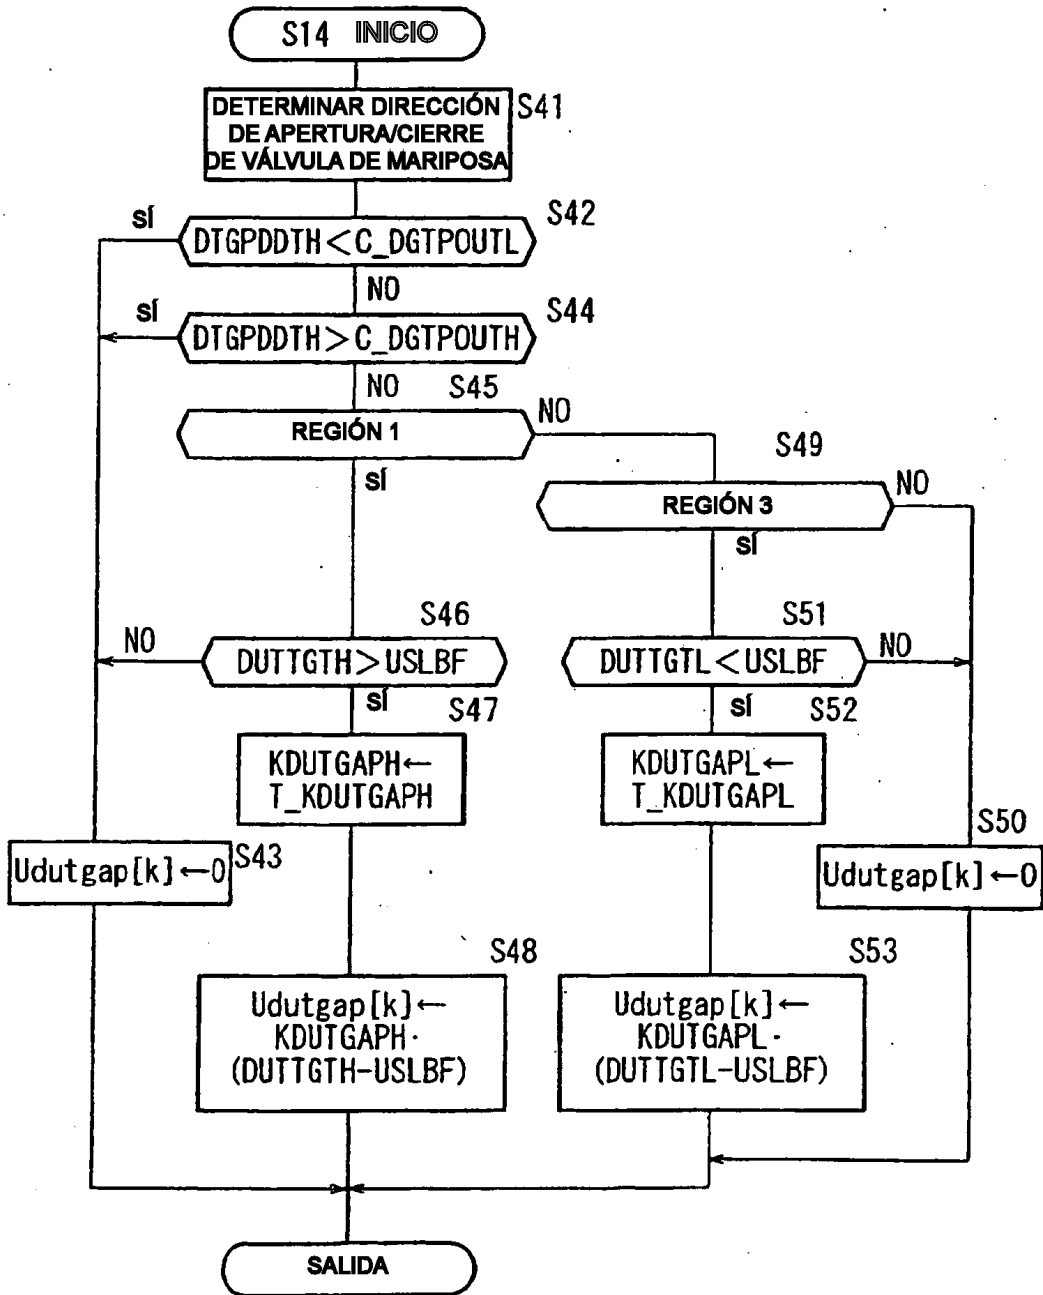 S14 INICIO
DETERMINAR DIRECCIÓN
DE APERTURA/CIERRE
DE VÁLVULA DE MARIPOSA
S41
SÍ
DTGPDDTH<C_DGTPOUTL
S42
NO
SÍ
DTGPDDTH>C_DGTPOUTH
S44
NO
S45
REGIÓN 1
NO
SÍ
S49
REGIÓN 3
NO
SÍ
S46
NO
DUTTGTH>USLBF
SÍ
S51
DUTTGTL<USLBF
NO
SÍ
S47
KDUTGAPH←
T_KDUTGAPH
S52
KDUTGAPL←
T_KDUTGAPL
Udutgap[k]←0
S43
S50
Udutgap[k]←0
S48
Udutgap[k]←
KDUTGAPH·
(DUTTGTH-USLBF)
S53
Udutgap[k]←
KDUTGAPL·
(DUTTGTL-USLBF)
SALIDA